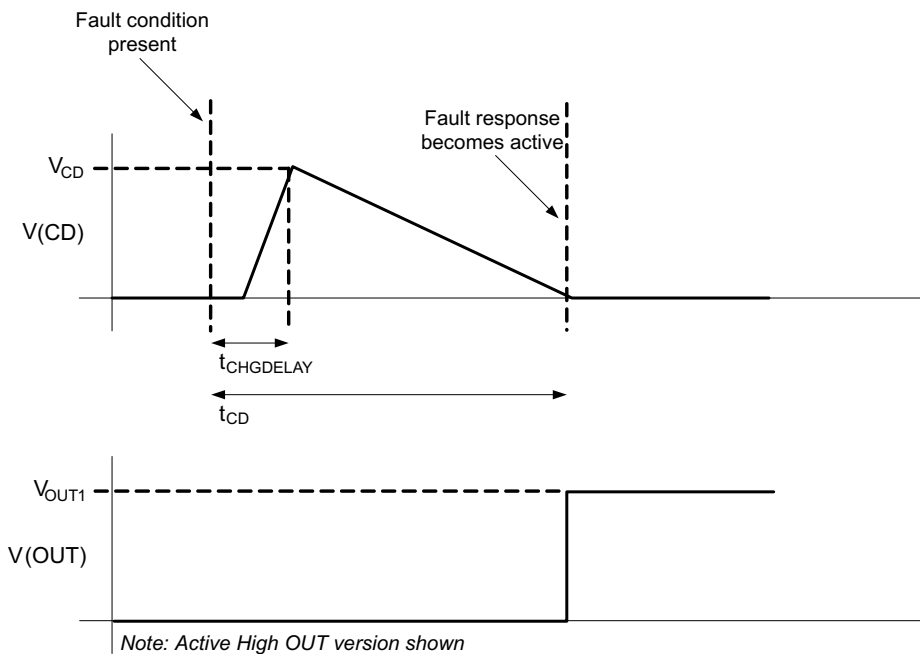 Fault condition
present
Fault response
becomes active
VCD
V(CD)
tCHGDELAY
tCD
VOUT1
V(OUT)
Note: Active High OUT version shown